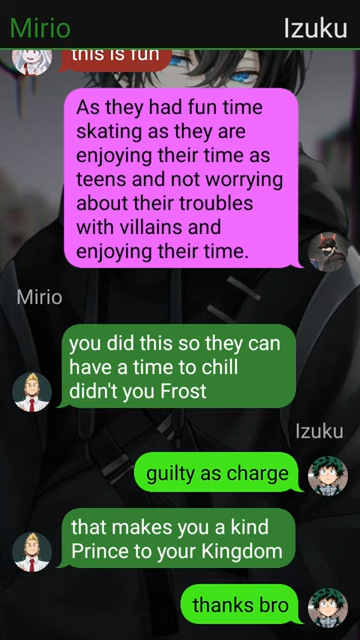 Mirio Izuku
this is fun
As they had fun time
skating as they are
enjoying their time as
teens and not worrying
about their troubles
with villains and
enjoying their time.
Mirio
you did this so they can
have a time to chill
didn't you Frost
Izuku
guilty as charge
that makes you a kind
Prince to your Kingdom
thanks bro